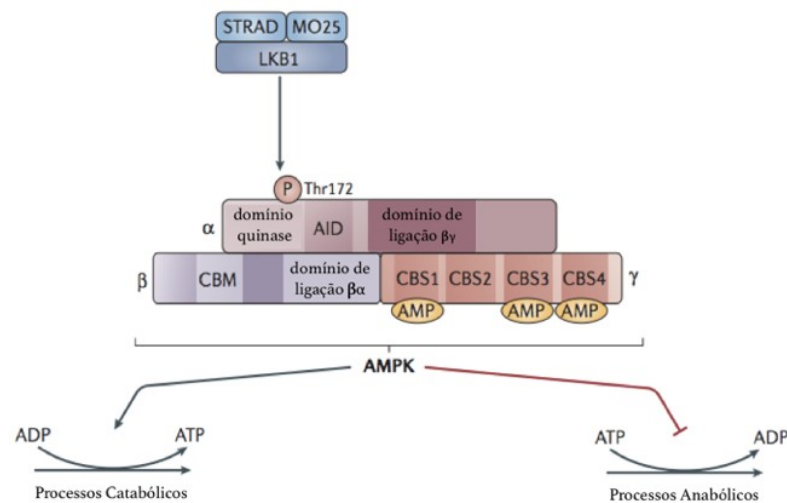 STRAD MO25
LKB1
P Thr172
α domínio quinase AID domínio de ligação βγ
β CBM domínio de ligação βα CBS1 CBS2 CBS3 CBS4 γ
AMP AMP AMP
AMPK
ADP ATP ATP ADP
Processos Catabólicos Processos Anabólicos